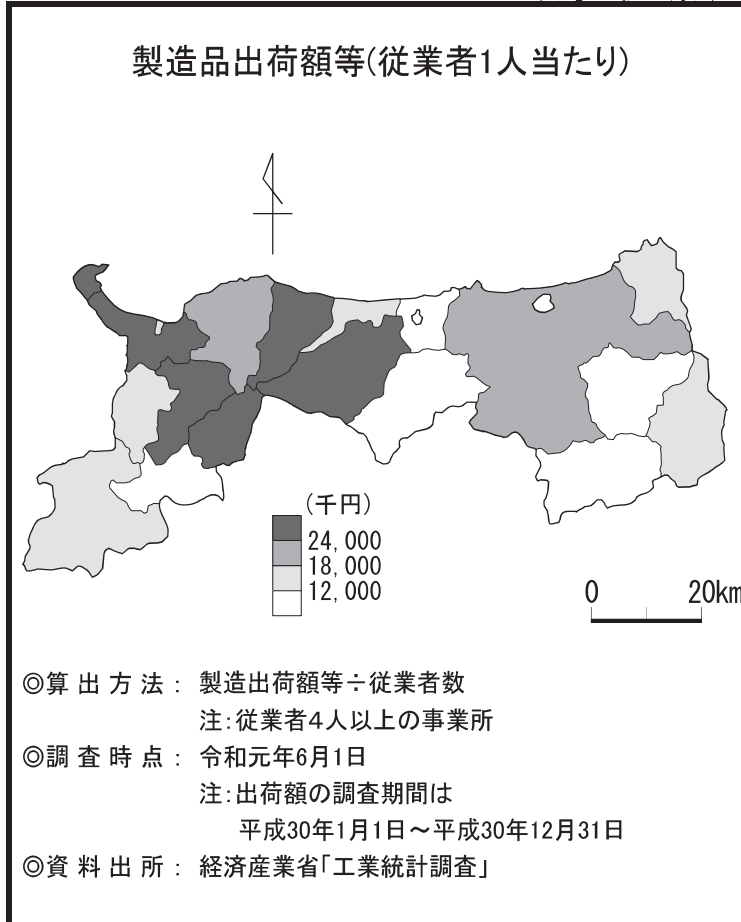 製造品出荷額等(従業者1人当たり)
(千円)
24,000
18,000
12,000
0 20km
◎算出方法： 製造出荷額等÷従業者数
注:従業者4人以上の事業所
◎調査時点： 令和元年6月1日
注:出荷額の調査期間は
平成30年1月1日～平成30年12月31日
◎資料出所： 経済産業省｢工業統計調査｣